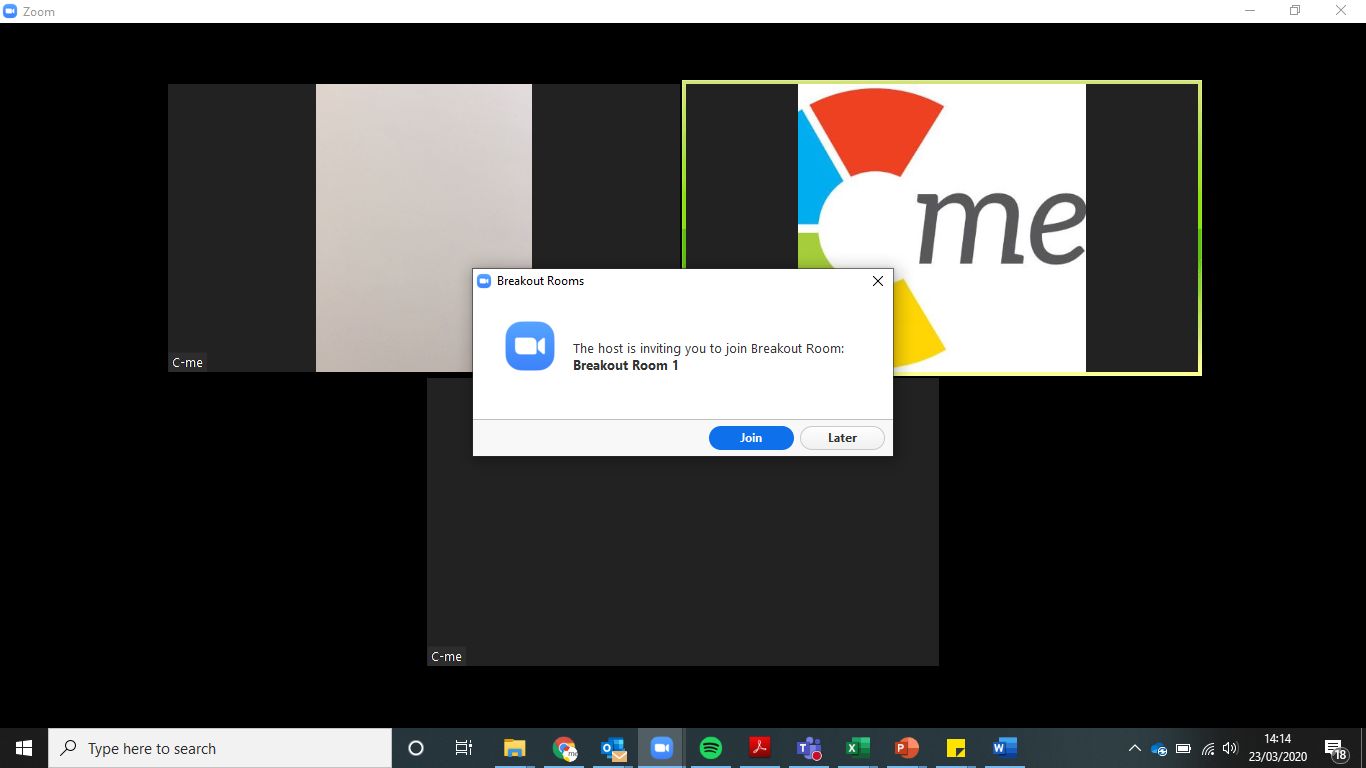 Zoom
me
C-me
Breakout Rooms
The host is inviting you to join Breakout Room:
Breakout Room 1
Join
Later
C-me
Type here to search
14:14
23/03/2020
18